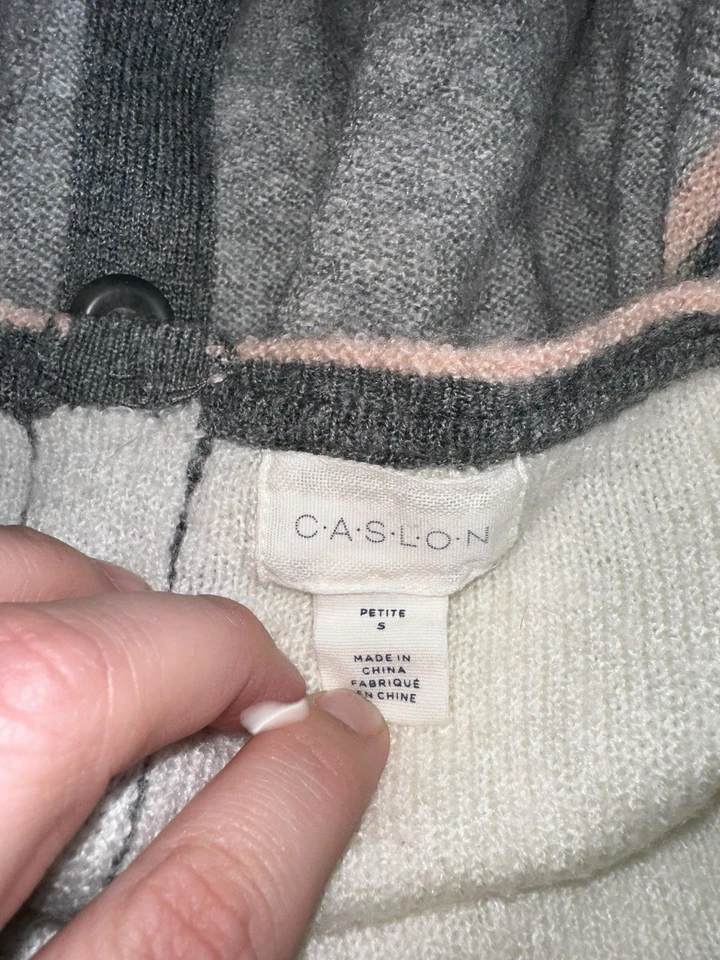 C·A·S·L·O·N
PETITE
S
MADE IN
CHINA
FABRIQUÉ
EN CHINE